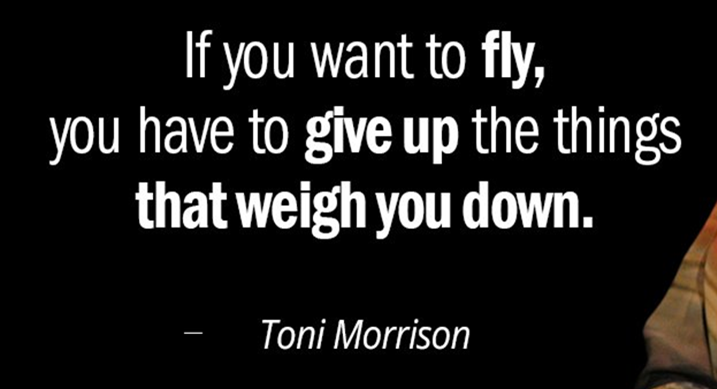 If you want to fly,
you have to give up the things
that weigh you down.
– Toni Morrison